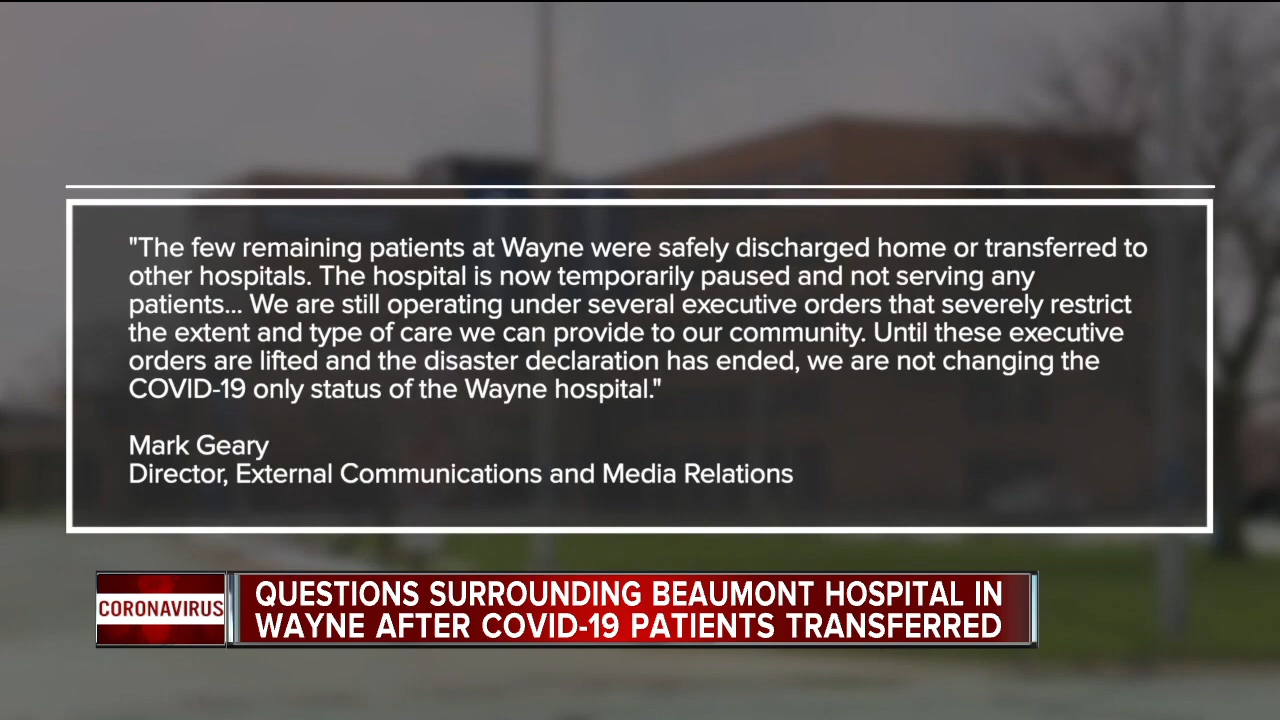 "The few remaining patients at Wayne were safely discharged home or transferred to
other hospitals. The hospital is now temporarily paused and not serving any
patients... We are still operating under several executive orders that severely restrict
the extent and type of care we can provide to our community. Until these executive
orders are lifted and the disaster declaration has ended, we are not changing the
COVID-19 only status of the Wayne hospital."
Mark Geary
Director, External Communications and Media Relations
CORONAVIRUS
QUESTIONS SURROUNDING BEAUMONT HOSPITAL IN
WAYNE AFTER COVID-19 PATIENTS TRANSFERRED